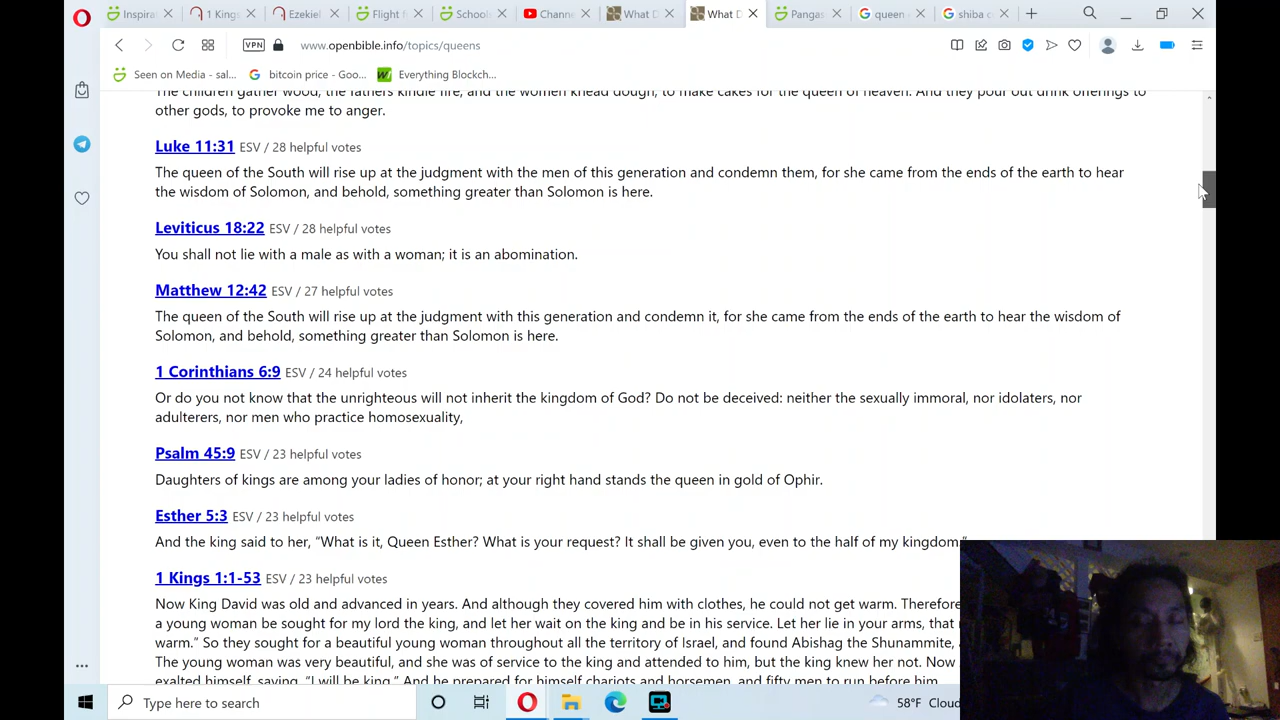 Inspira
1 Kings
Ezekiel
Flight f
School
Channe
What D
What D
Pangas
queen
shiba c
VPN
www.openbible.info/topics/queens
Seen on Media - sal...
bitcoin price - Goo...
Everything Blockch...
The children gather wood, the fathers kindle fire, and the women knead dough, to make cakes for the queen of heaven. And they pour out drink offerings to
other gods, to provoke me to anger.
Luke 11:31 ESV / 28 helpful votes
The queen of the South will rise up at the judgment with the men of this generation and condemn them, for she came from the ends of the earth to hear
the wisdom of Solomon, and behold, something greater than Solomon is here.
Leviticus 18:22 ESV / 28 helpful votes
You shall not lie with a male as with a woman; it is an abomination.
Matthew 12:42 ESV / 27 helpful votes
The queen of the South will rise up at the judgment with this generation and condemn it, for she came from the ends of the earth to hear the wisdom of
Solomon, and behold, something greater than Solomon is here.
1 Corinthians 6:9 ESV / 24 helpful votes
Or do you not know that the unrighteous will not inherit the kingdom of God? Do not be deceived: neither the sexually immoral, nor idolaters, nor
adulterers, nor men who practice homosexuality,
Psalm 45:9 ESV / 23 helpful votes
Daughters of kings are among your ladies of honor; at your right hand stands the queen in gold of Ophir.
Esther 5:3 ESV / 23 helpful votes
And the king said to her, “What is it, Queen Esther? What is your request? It shall be given you, even to the half of my kingdom.”
1 Kings 1:1-53 ESV / 23 helpful votes
Now King David was old and advanced in years. And although they covered him with clothes, he could not get warm. Therefore
a young woman be sought for my lord the king, and let her wait on the king and be in his service. Let her lie in your arms, that
warm.” So they sought for a beautiful young woman throughout all the territory of Israel, and found Abishag the Shunammite,
The young woman was very beautiful, and she was of service to the king and attended to him, but the king knew her not. Now
exalted himself, saying, “I will be king.” And he prepared for himself chariots and horsemen, and fifty men to run before him.
Type here to search
58°F Cloud